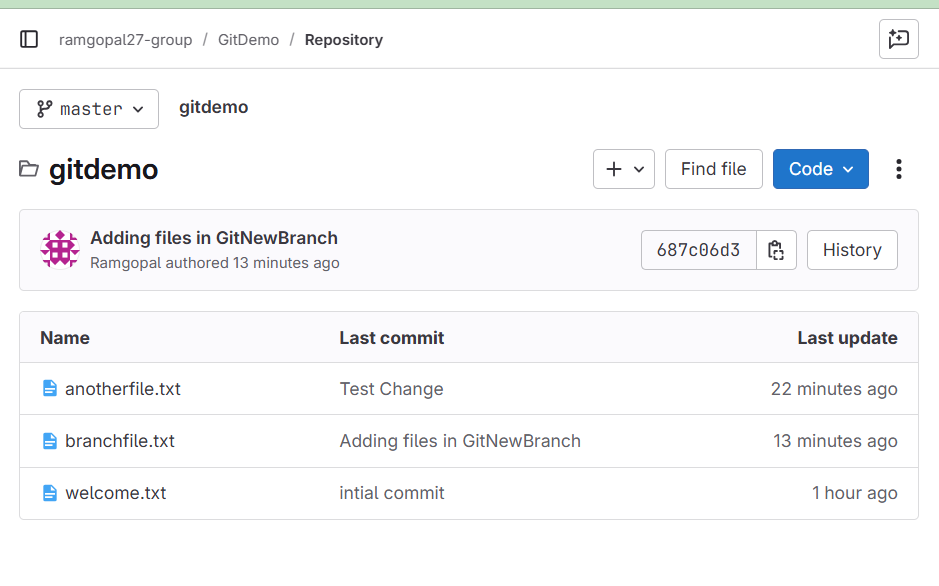 ramgopal27-group / GitDemo / Repository
master gitdemo
gitdemo Find file Code
Adding files in GitNewBranch
Ramgopal authored 13 minutes ago
687c06d3 History
Name Last commit Last update
anotherfile.txt Test Change 22 minutes ago
branchfile.txt Adding files in GitNewBranch 13 minutes ago
welcome.txt intial commit 1 hour ago